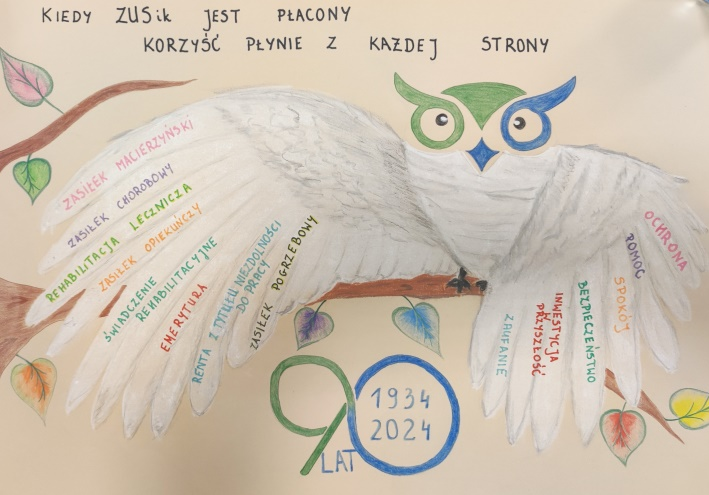 KIEDY ZUSik JEST PŁACONY
KORZYŚĆ PŁYNIE Z KAŻDEJ STRONY
ZASIŁEK MACIERZYŃSKI
ZASIŁEK CHOROBOWY
REHABILITACJA LECZNICZA
ZASIŁEK OPIEKUŃCZY
ŚWIADCZENIE
REHABILITACYJNE
EMERYTURA
RENTA Z TYTUŁU NIEZDOLNOŚCI
DO PRACY
ZASIŁEK POGRZEBOWY
ZAUFANIE
INWESTYCJA
W
PRZYSZŁOŚĆ
BEZPIECZEŃSTWO
SPOKÓJ
POMOC
OCHRONA
90
LAT
1934
2024